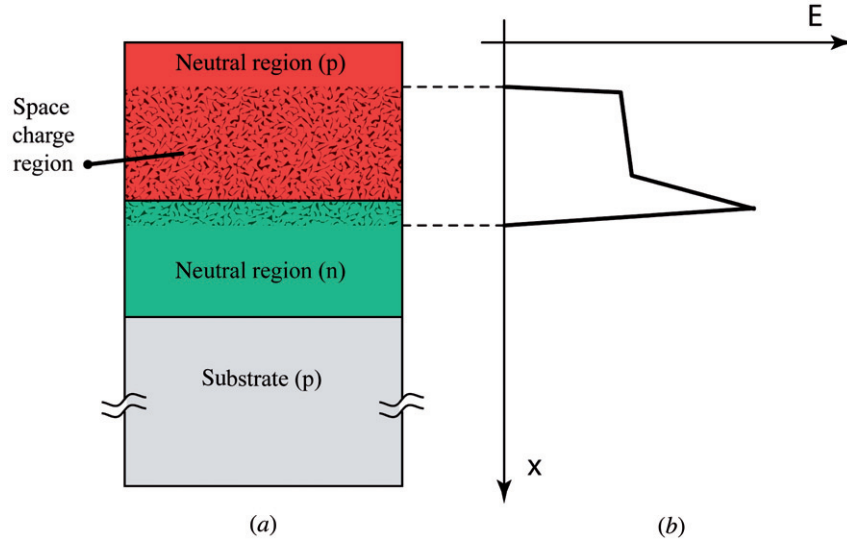 E
Neutral region (p)
Space
charge
region
Neutral region (n)
Substrate (p)
x
(a)
(b)